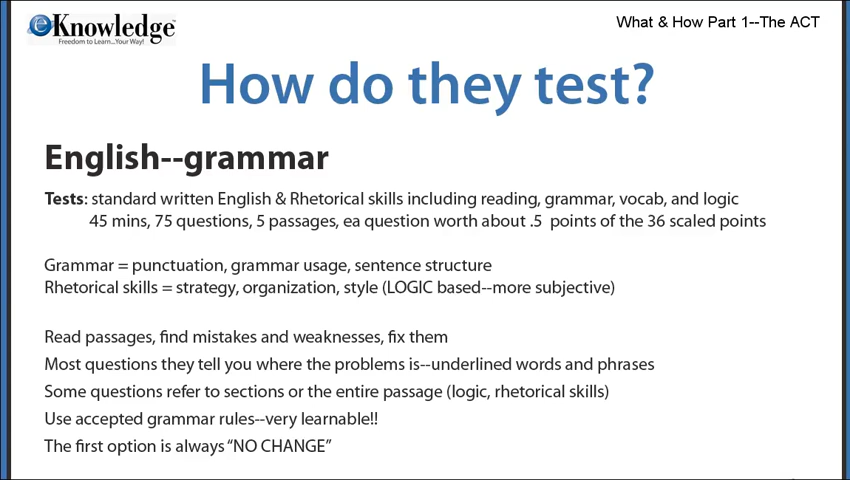 eKnowledge™
Freedom to Learn...Your Way!
What & How Part 1--The ACT
How do they test?
English--grammar
Tests: standard written English & Rhetorical skills including reading, grammar, vocab, and logic
45 mins, 75 questions, 5 passages, ea question worth about .5 points of the 36 scaled points
Grammar = punctuation, grammar usage, sentence structure
Rhetorical skills = strategy, organization, style (LOGIC based--more subjective)
Read passages, find mistakes and weaknesses, fix them
Most questions they tell you where the problems is--underlined words and phrases
Some questions refer to sections or the entire passage (logic, rhetorical skills)
Use accepted grammar rules--very learnable!!
The first option is always “NO CHANGE”